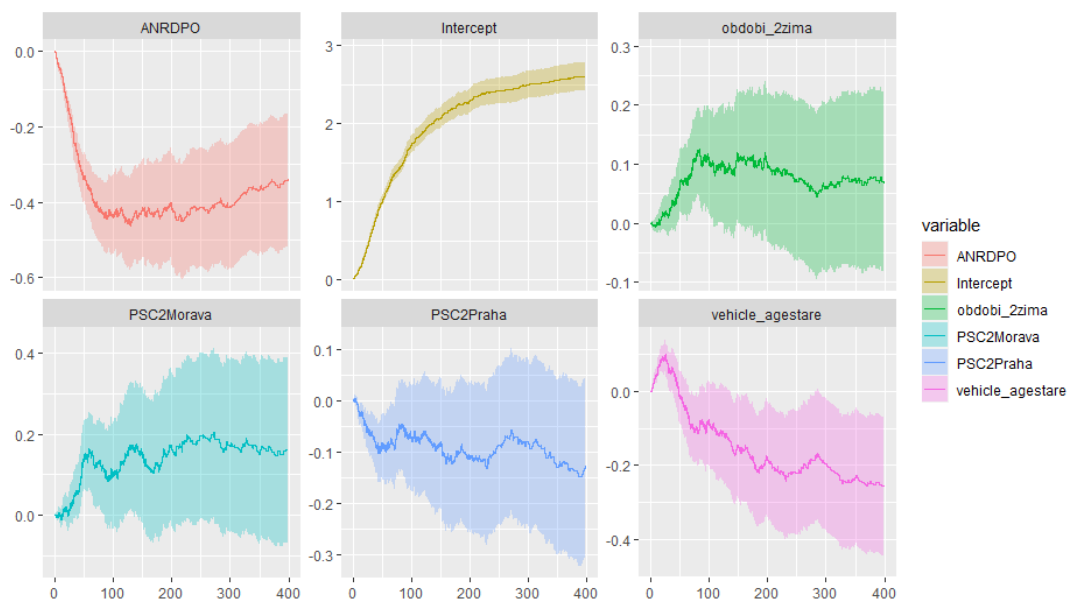 ANRDPO
Intercept
obdobi_2zima
0.0
-0.2
-0.4
-0.6
3
2
1
0
0.3
0.2
0.1
0.0
-0.1
PSC2Morava
PSC2Praha
vehicle_agestare
0.4
0.2
0.0
0.1
0.0
-0.1
-0.2
-0.3
0.0
-0.2
-0.4
0 100 200 300 400
0 100 200 300 400
0 100 200 300 400
variable
ANRDPO
Intercept
obdobi_2zima
PSC2Morava
PSC2Praha
vehicle_agestare